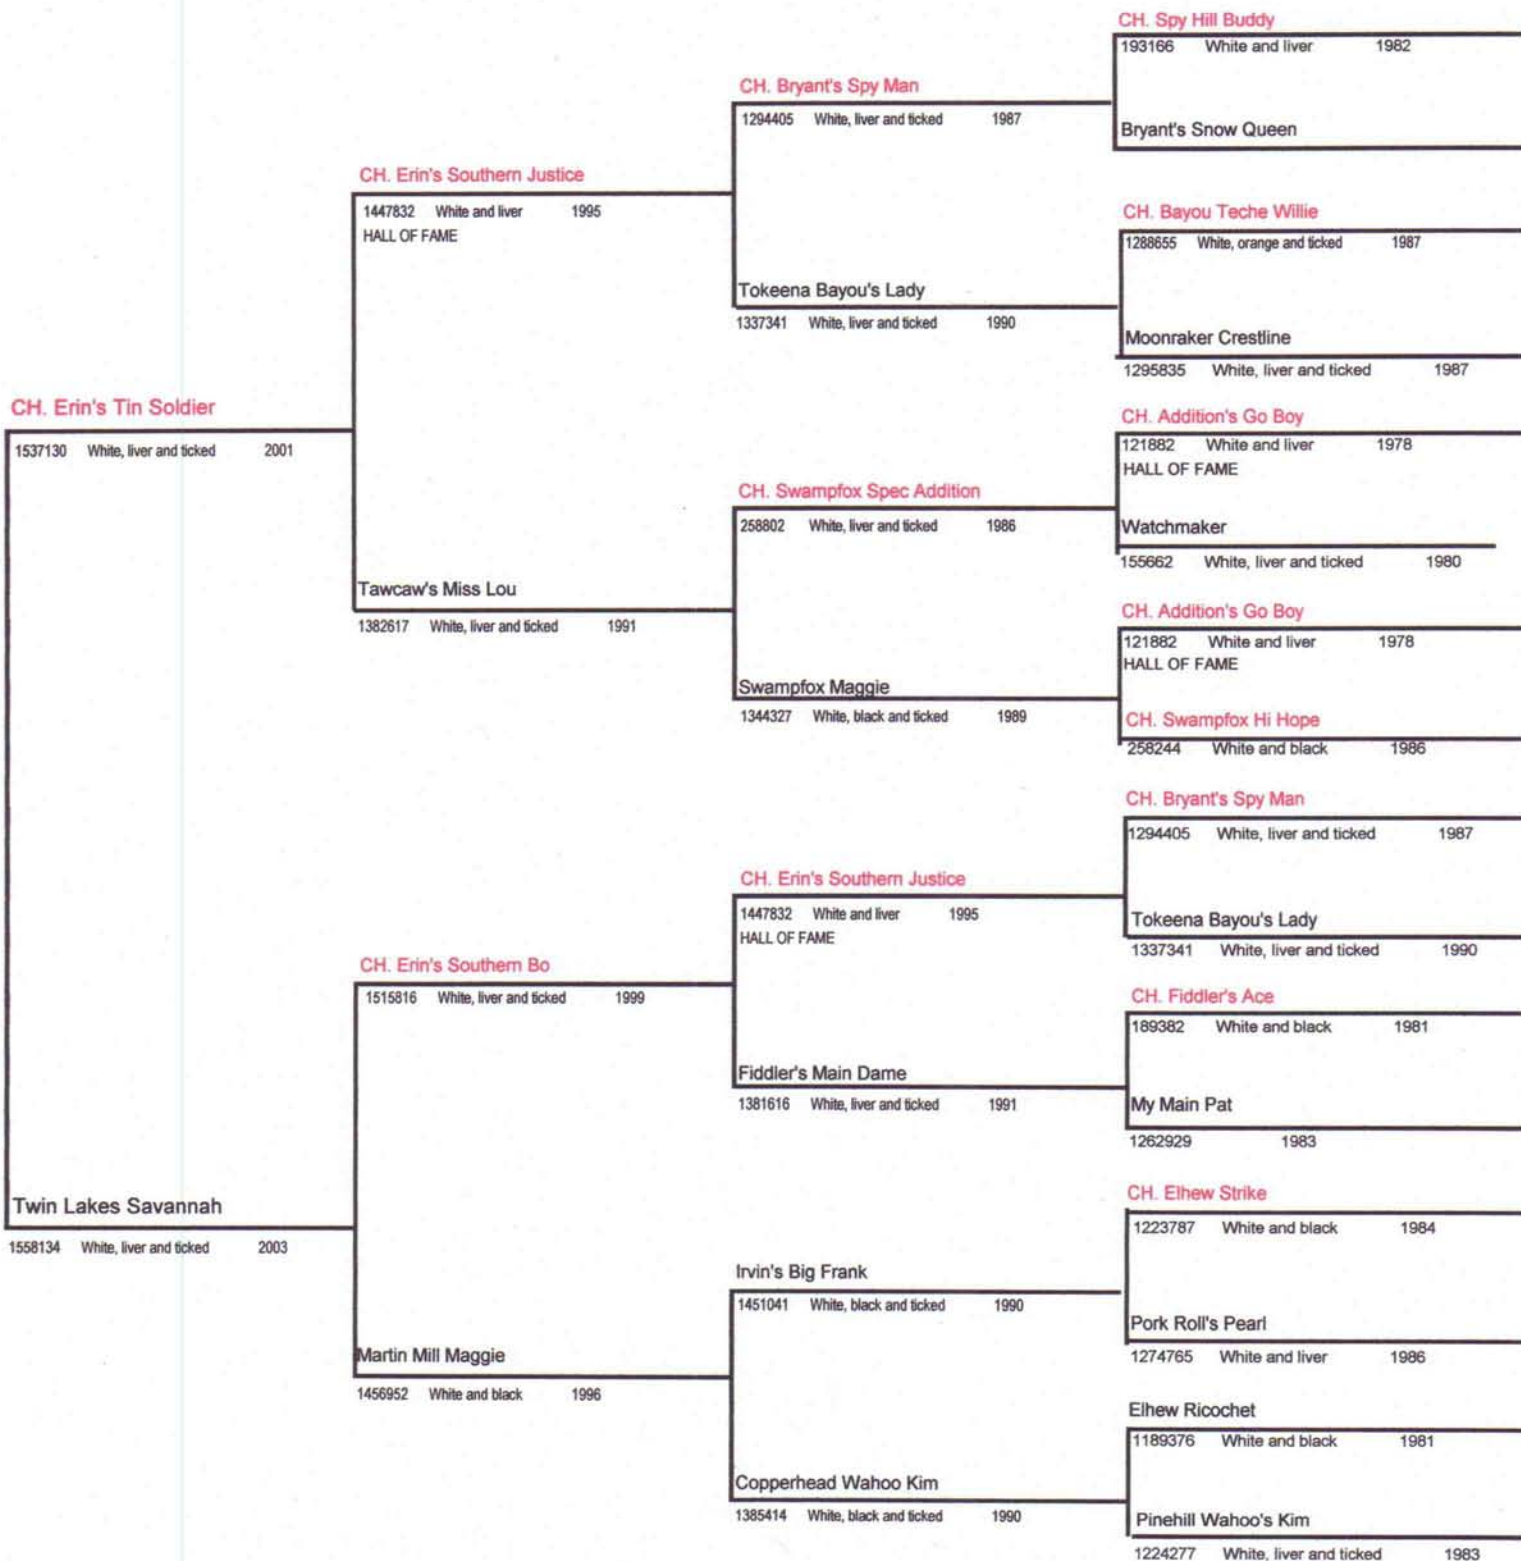 CH. Erin's Tin Soldier
1537130 White, liver and ticked 2001
Twin Lakes Savannah
1558134 White, liver and ticked 2003
CH. Erin's Southern Justice
1447832 White and liver 1995
HALL OF FAME
Tawcaw's Miss Lou
1382617 White, liver and ticked 1991
CH. Erin's Southern Bo
1515816 White, liver and ticked 1999
Martin Mill Maggie
1456952 White and black 1996
CH. Bryant's Spy Man
1294405 White, liver and ticked 1987
Tokeena Bayou's Lady
1337341 White, liver and ticked 1990
CH. Swampfox Spec Addition
258802 White, liver and ticked 1986
Swampfox Maggie
1344327 White, black and ticked 1989
CH. Erin's Southern Justice
1447832 White and liver 1995
HALL OF FAME
Fiddler's Main Dame
1381616 White, liver and ticked 1991
Irvin's Big Frank
1451041 White, black and ticked 1990
Copperhead Wahoo Kim
1385414 White, black and ticked 1990
CH. Spy Hill Buddy
193166 White and liver 1982
Bryant's Snow Queen
CH. Bayou Teche Willie
1288655 White, orange and ticked 1987
Moonraker Crestline
1295835 White, liver and ticked 1987
CH. Addition's Go Boy
121882 White and liver 1978
HALL OF FAME
Watchmaker
155662 White, liver and ticked 1980
CH. Addition's Go Boy
121882 White and liver 1978
HALL OF FAME
CH. Swampfox Hi Hope
258244 White and black 1986
CH. Bryant's Spy Man
1294405 White, liver and ticked 1987
Tokeena Bayou's Lady
1337341 White, liver and ticked 1990
CH. Fiddler's Ace
189382 White and black 1981
My Main Pat
1262929 1983
CH. Elhew Strike
1223787 White and black 1984
Pork Roll's Pearl
1274765 White and liver 1986
Elhew Ricochet
1189376 White and black 1981
Pinehill Wahoo's Kim
1224277 White, liver and ticked 1983